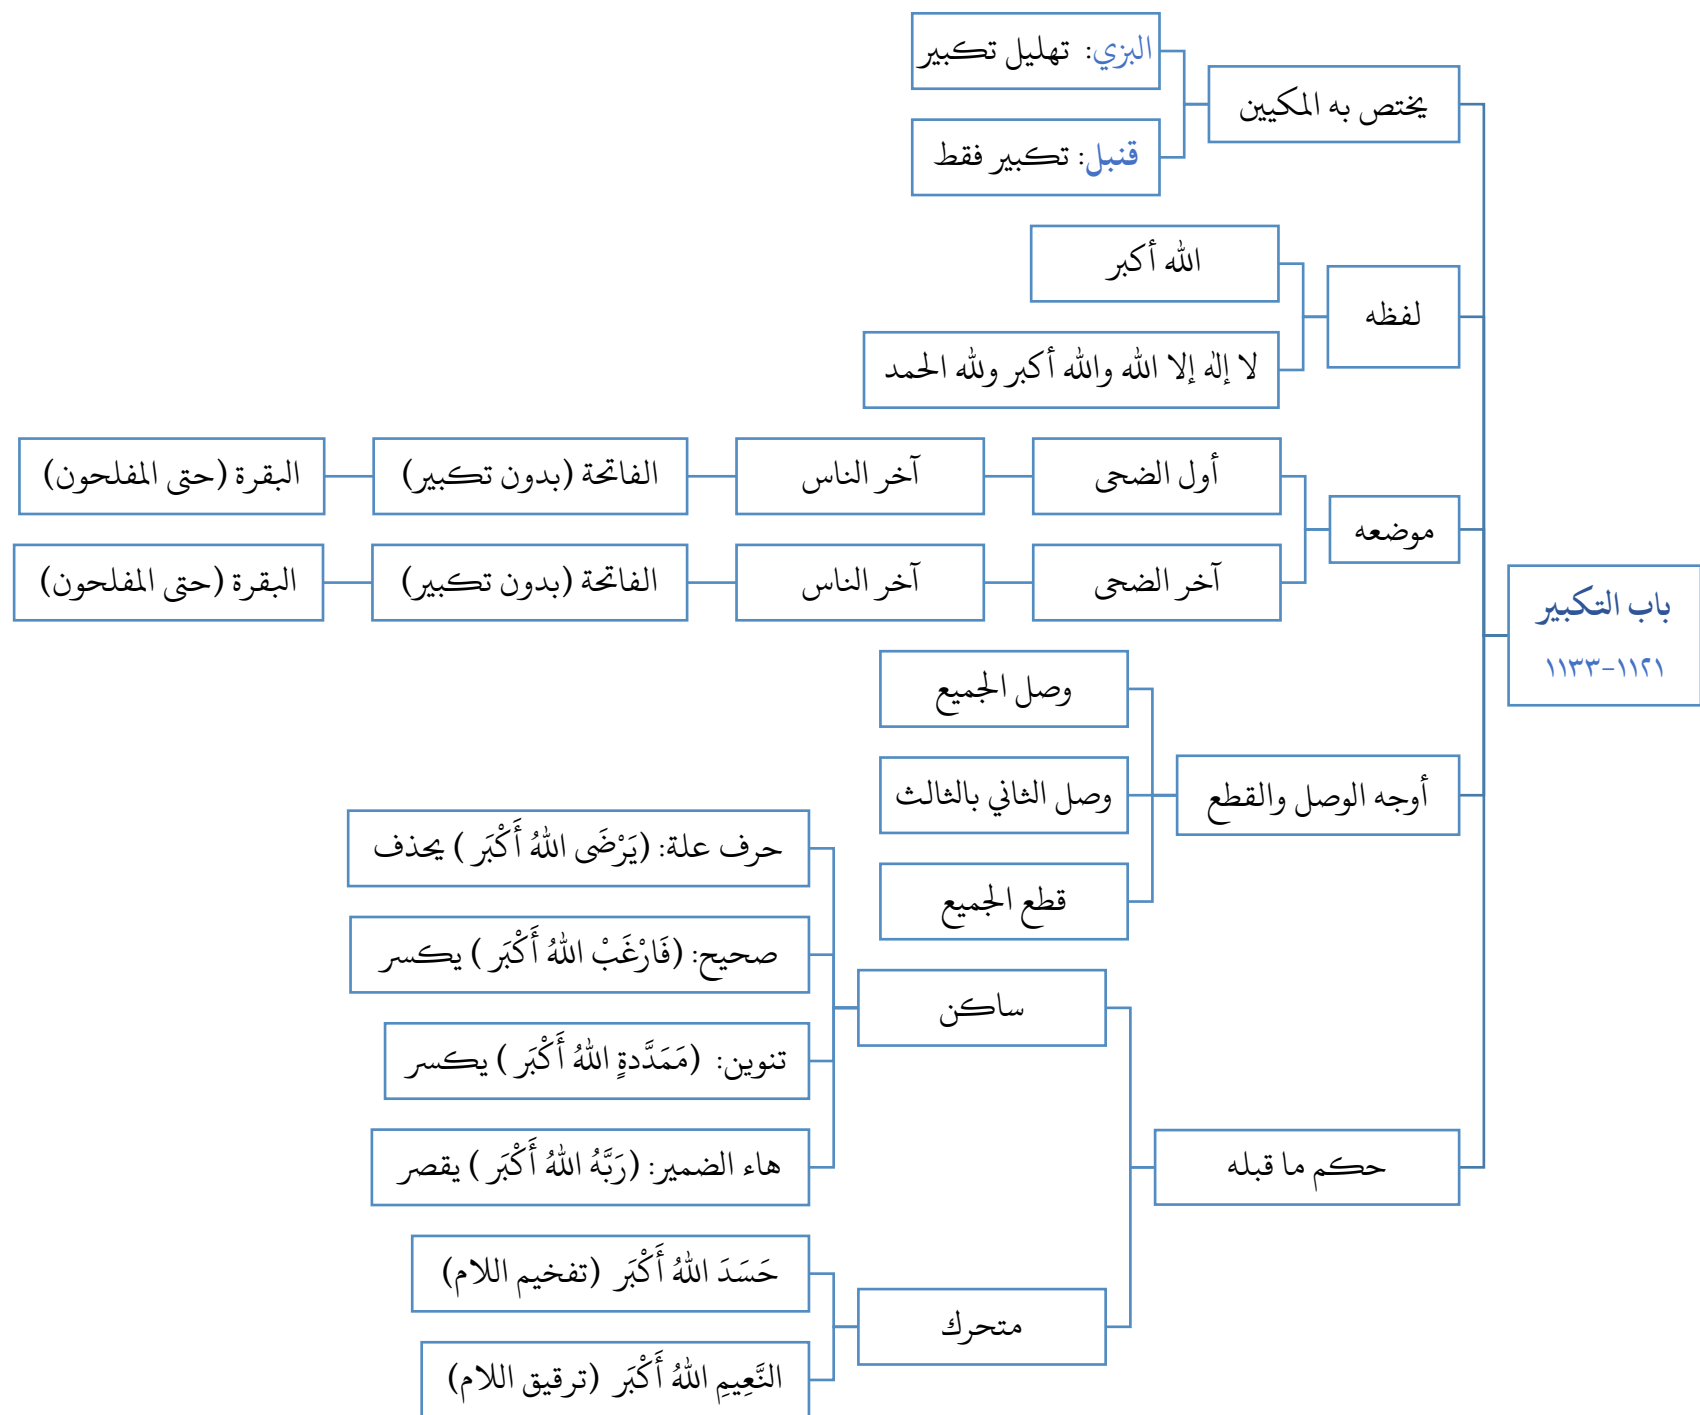 باب التكبير
١١٢١-١١٣٣
يختص به المكيين
البزي: تهليل تكبير
قنبل: تكبير فقط
لفظه
الله أكبر
لا إله إلا الله والله أكبر ولله الحمد
موضعه
أول الضحى
آخر الناس
الفاتحة (بدون تكبير)
البقرة (حتى المفلحون)
آخر الضحى
آخر الناس
الفاتحة (بدون تكبير)
البقرة (حتى المفلحون)
أوجه الوصل والقطع
وصل الجميع
وصل الثاني بالثالث
قطع الجميع
حكم ما قبله
ساكن
حرف علة: (يَرْضَى اللهُ أَكْبَر ) يحذف
صحيح: (فَارْغَبْ اللهُ أَكْبَر ) يكسر
تنوين: (مَمَدَّدةٍ اللهُ أَكْبَر ) يكسر
هاء الضمير: (رَبَّهُ اللهُ أَكْبَر ) يقصر
متحرك
حَسَدَ اللهُ أَكْبَر (تفخيم اللام)
النَّعِيمِ اللهُ أَكْبَر (ترقيق اللام)